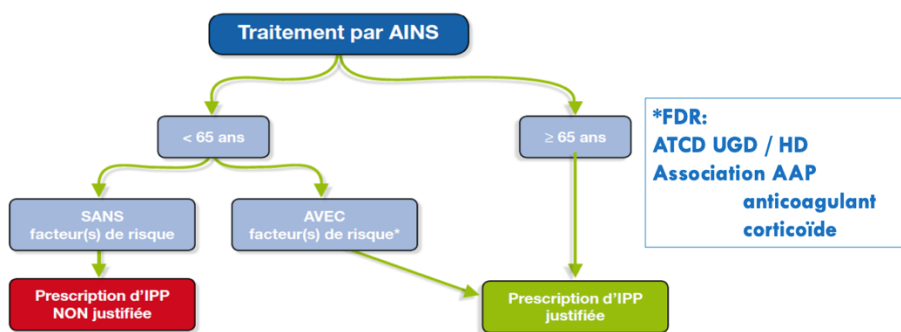 Traitement par AINS
< 65 ans
≥ 65 ans
*FDR:
ATCD UGD / HD
Association AAP
anticoagulant
corticoïde
SANS
facteur(s) de risque
AVEC
facteur(s) de risque*
Prescription d'IPP
NON justifiée
Prescription d'IPP
justifiée